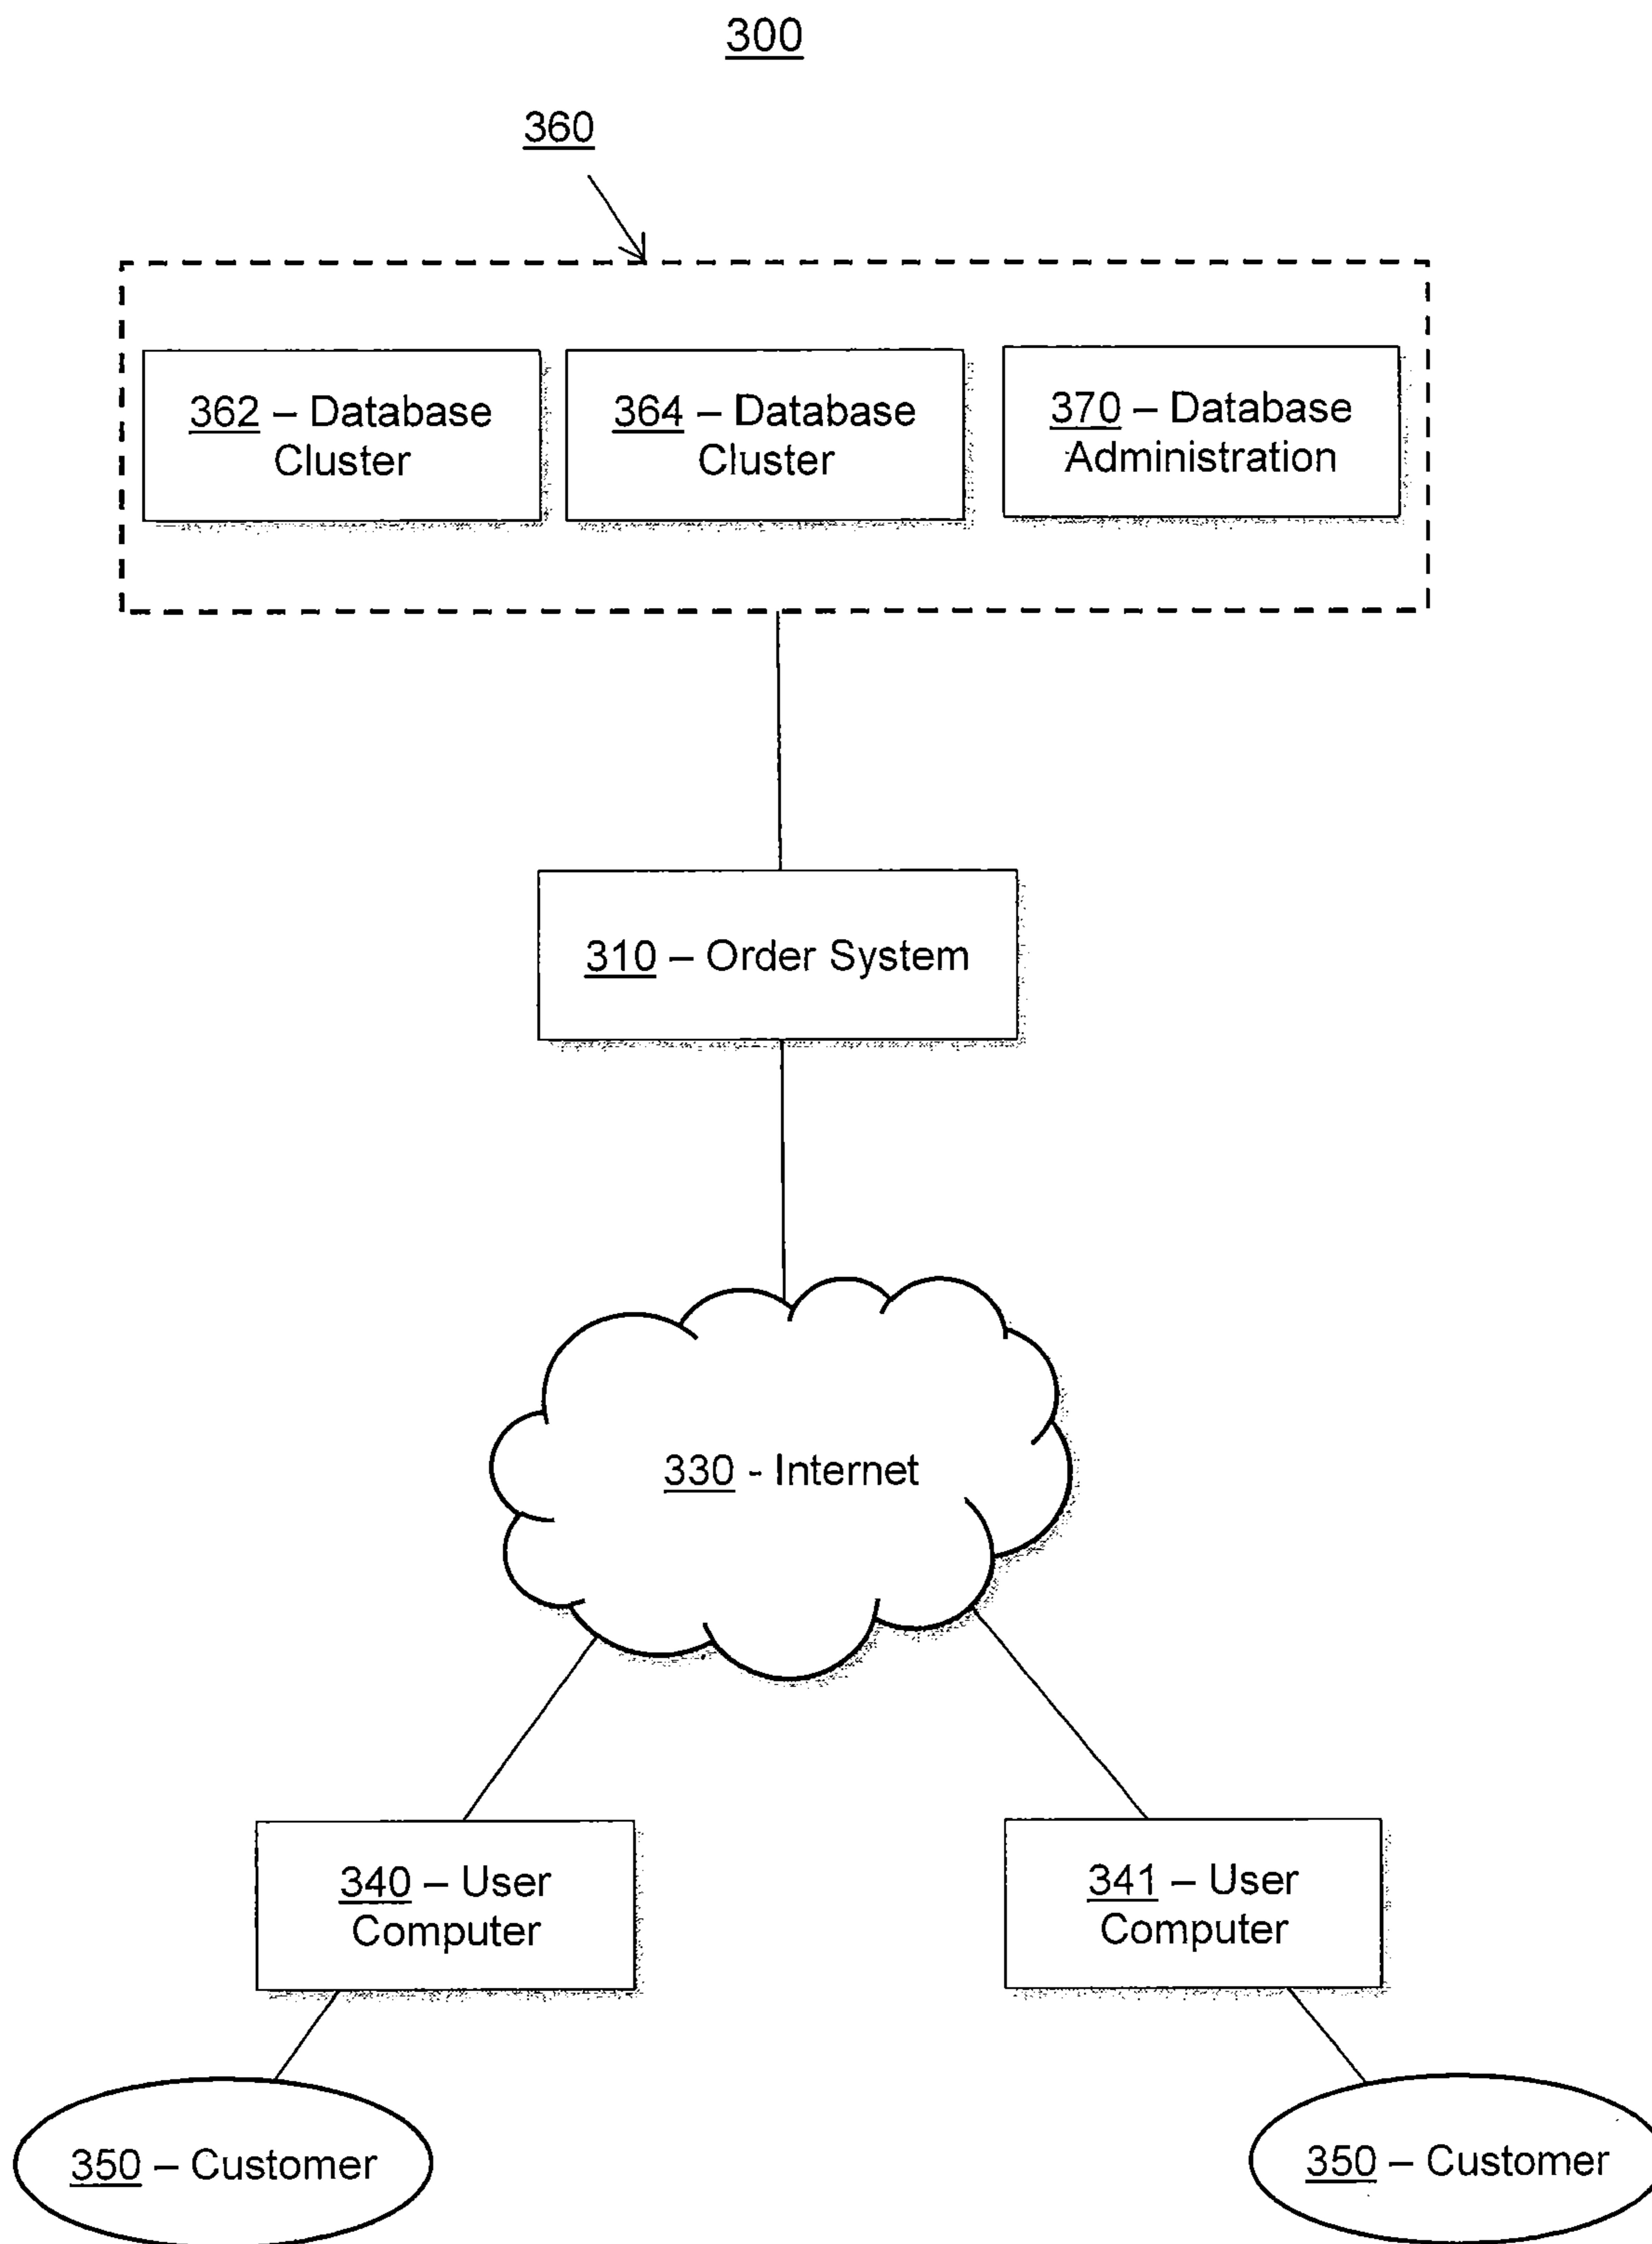 300
360
362 – Database
Cluster
364 – Database
Cluster
370 – Database
Administration
310 – Order System
330 - Internet
340 – User
Computer
341 – User
Computer
350 – Customer
350 – Customer